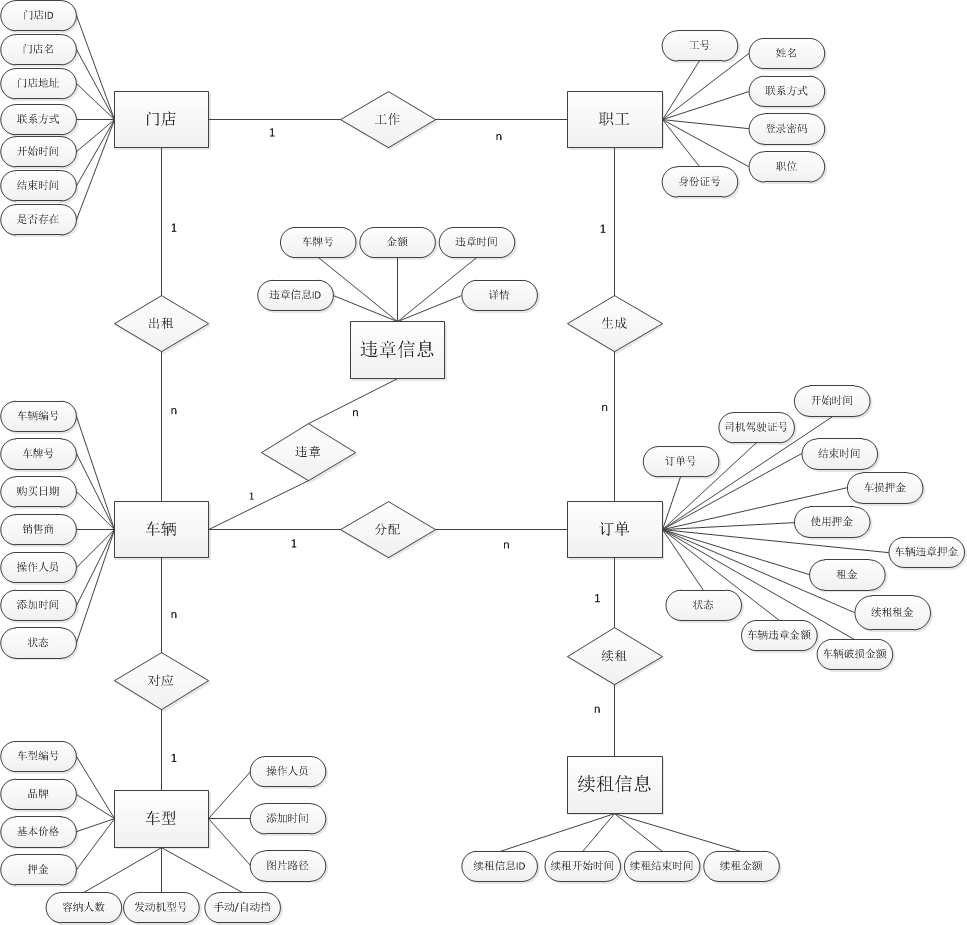 门店ID
门店名
门店地址
联系方式
开始时间
结束时间
是否存在
门店
1
工作
n
职工
工号
姓名
联系方式
登录密码
职位
身份证号
1
出租
n
车牌号
金额
违章时间
违章信息ID
详情
违章信息
n
违章
1
1
生成
n
车辆编号
车牌号
购买日期
销售商
操作人员
添加时间
状态
车辆
1
分配
n
订单
订单号
司机驾驶证号
开始时间
结束时间
车损押金
使用押金
车辆违章押金
租金
续租租金
车辆破损金额
车辆违章金额
状态
n
对应
1
1
续租
n
车型编号
品牌
基本价格
押金
车型
操作人员
添加时间
图片路径
容纳人数
发动机型号
手动/自动挡
续租信息
续租信息ID
续租开始时间
续租结束时间
续租金额